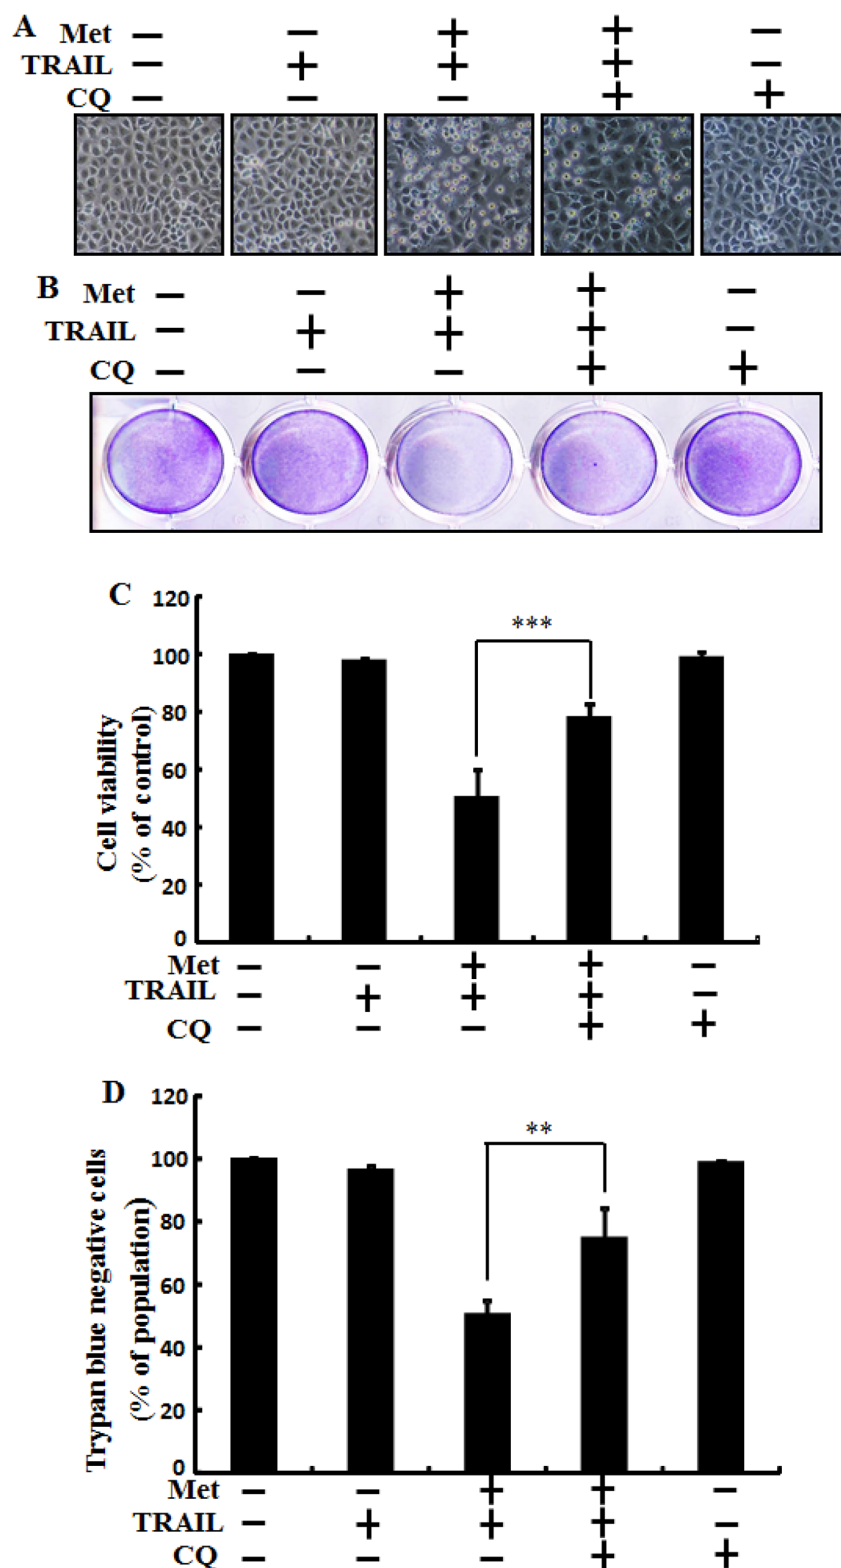 A
Met — — + + —
TRAIL — + + + —
CQ — — — + +
B
Met — — + + —
TRAIL — + + + —
CQ — — — + +
C
120
100
80
60
40
20
0
Cell viability
(% of control)
***
Met — — + + —
TRAIL — + + + —
CQ — — — + +
D
120
100
80
60
40
20
0
Trypan blue negative cells
(% of population)
**
Met — — + + —
TRAIL — + + + —
CQ — — — + +